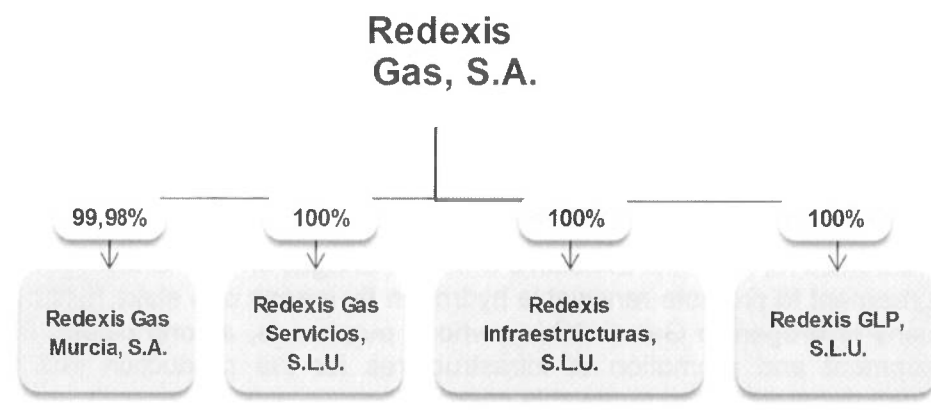 Redexis
Gas, S.A.
99,98%
100%
100%
100%
Redexis Gas
Murcia, S.A.
Redexis Gas
Servicios,
S.L.U.
Redexis
Infraestructuras,
S.L.U.
Redexis GLP,
S.L.U.